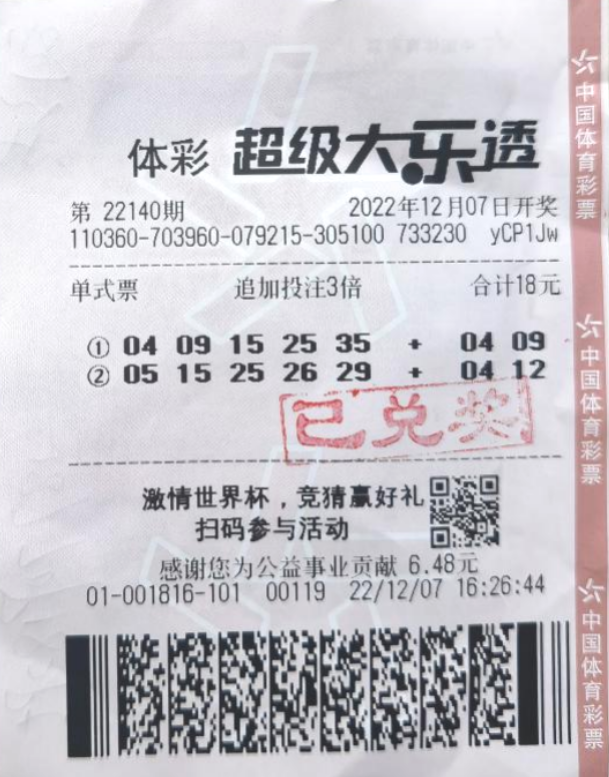 体彩 超级大乐透
第 22140期 2022年12月07日开奖
110360-703960-079215-305100 733230 yCP1Jw
单式票 追加投注3倍 合计18元
① 04 09 15 25 35 + 04 09
② 05 15 25 26 29 + 04 12
已兑奖
激情世界杯，竞猜赢好礼
扫码参与活动
感谢您为公益事业贡献 6.48元
01-001816-101 00119 22/12/07 16:26:44
中国体育彩票
中国体育彩票
中国体育彩票